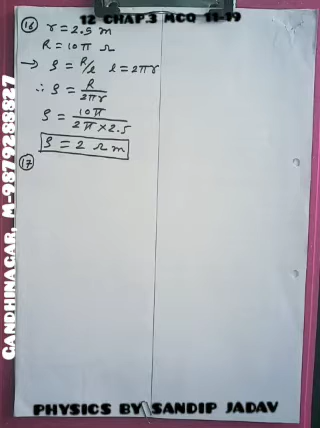 12 CHAP.3 MCQ 11-19
(16) r = 2.5 m
R = 10π Ω
→ ρ = R/l l = 2πr
∴ ρ = R / 2πr
ρ = 10π / 2π × 2.5
ρ = 2 Ω m
(17)
GANDHINAGAR, M-9879288827
PHYSICS BY SANDIP JADAV